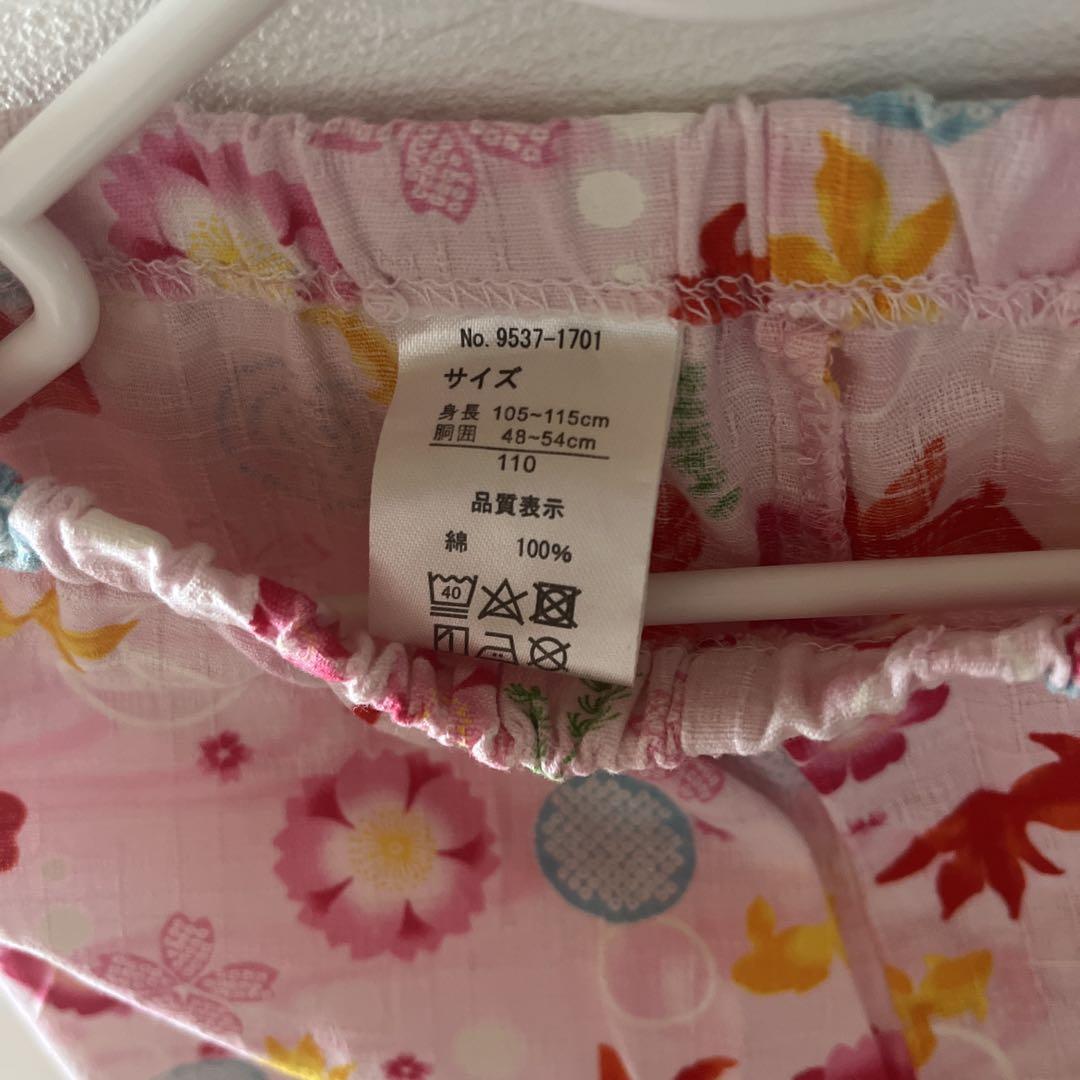 No. 9537-1701
サイズ
身長 105~115cm
胴囲 48~54cm
110
品質表示
綿 100%
40